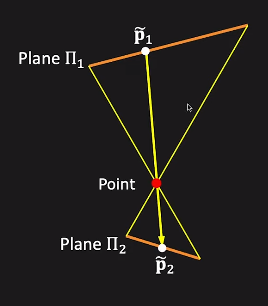 p̃₁
Plane Π₁
Point
Plane Π₂
p̃₂